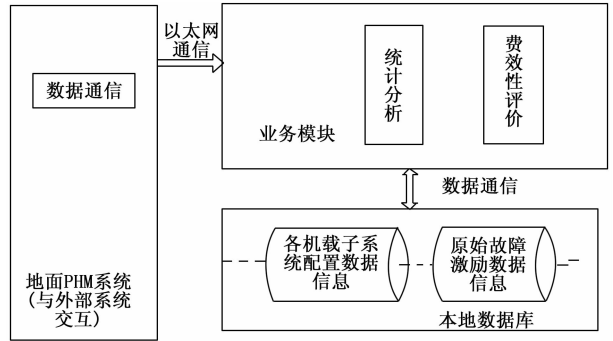 数据通信
地面PHM系统
(与外部系统
交互)
以太网
通信
统计分析
费效性评价
业务模块
数据通信
各机载子系
统配置数据
信息
原始故障
激励数据
信息
本地数据库